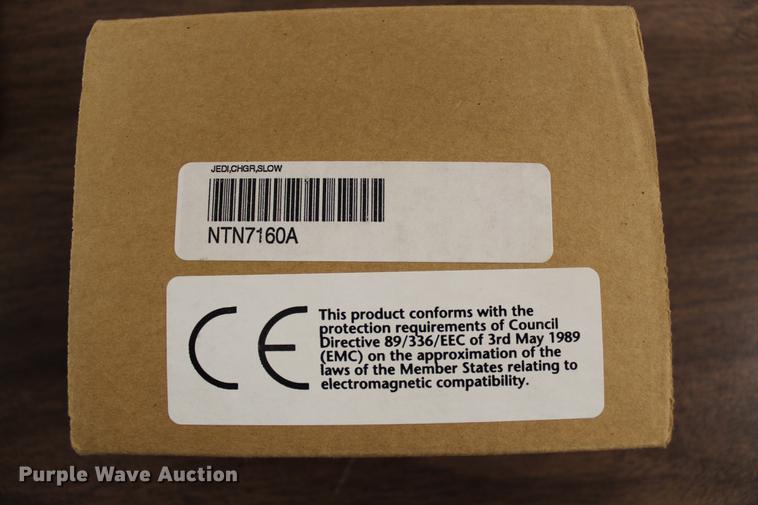 JEDI,CHGR,SLOW
NTN7160A
CE
This product conforms with the
protection requirements of Council
Directive 89/336/EEC of 3rd May 1989
(EMC) on the approximation of the
laws of the Member States relating to
electromagnetic compatibility.
Purple Wave Auction